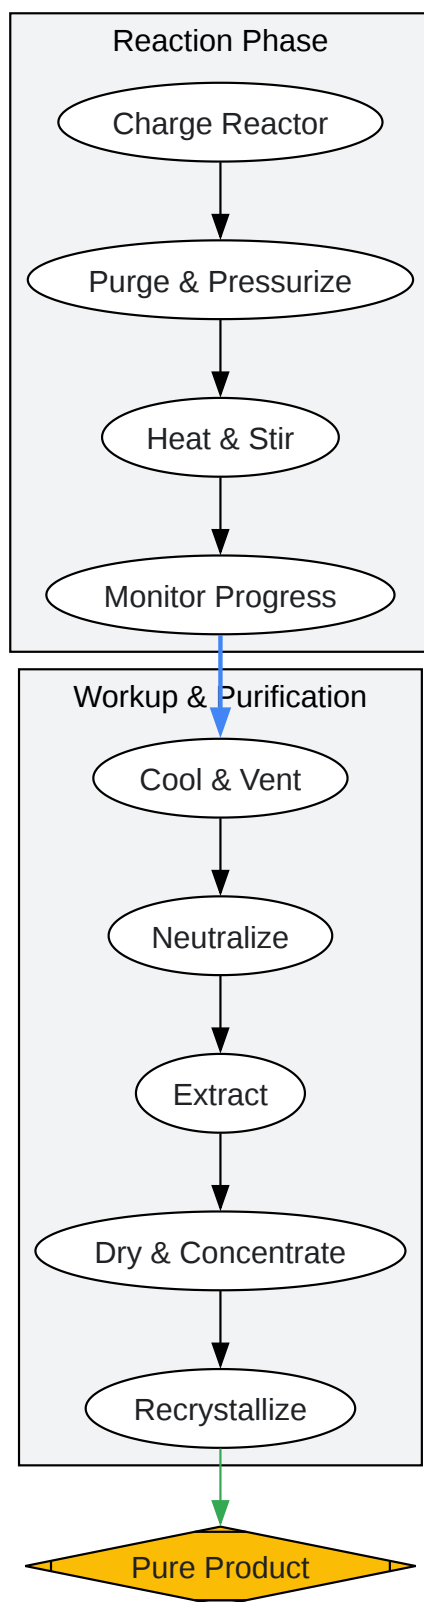 Reaction Phase
Charge Reactor
Purge & Pressurize
Heat & Stir
Monitor Progress
Workup & Purification
Cool & Vent
Neutralize
Extract
Dry & Concentrate
Recrystallize
Pure Product